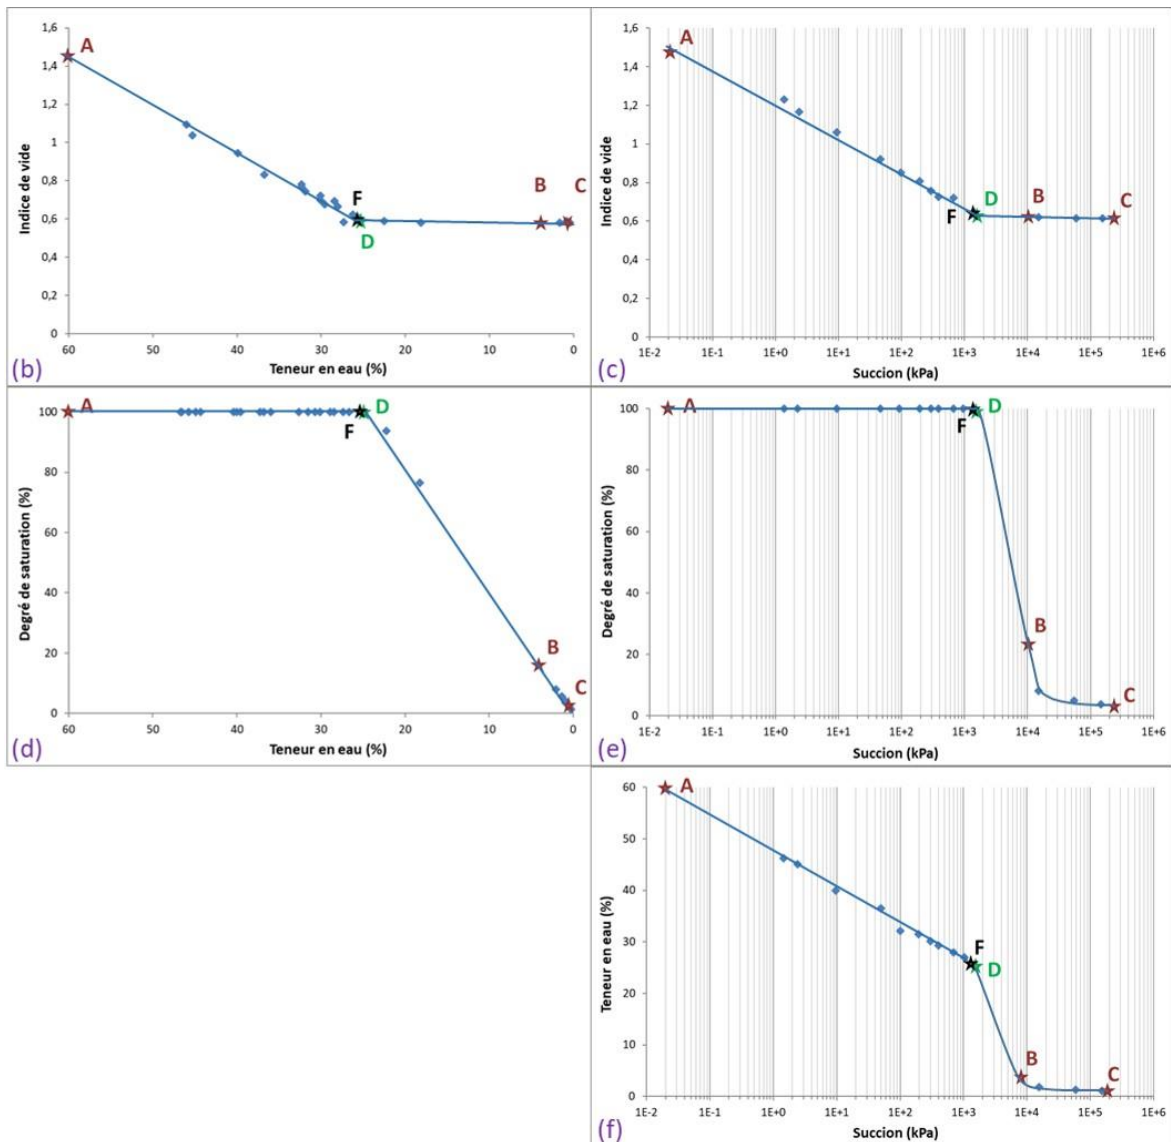 1,6
1,4
1,2
1
0,8
0,6
0,4
0,2
0
Indice de vide
A
B
C
F
D
60 50 40 30 20 10 0
Teneur en eau (%)
(b)
1,6
1,4
1,2
1
0,8
0,6
0,4
0,2
0
Indice de vide
A
D
B
C
F
1E-2 1E-1 1E+0 1E+1 1E+2 1E+3 1E+4 1E+5 1E+6
Succion (kPa)
(c)
100
80
60
40
20
0
Degré de saturation (%)
A
D
F
B
C
60 50 40 30 20 10 0
Teneur en eau (%)
(d)
100
80
60
40
20
0
Degré de saturation (%)
A
D
F
B
C
1E-2 1E-1 1E+0 1E+1 1E+2 1E+3 1E+4 1E+5 1E+6
Succion (kPa)
(e)
60
50
40
30
20
10
0
Teneur en eau (%)
A
F
D
B
C
1E-2 1E-1 1E+0 1E+1 1E+2 1E+3 1E+4 1E+5 1E+6
Succion (kPa)
(f)